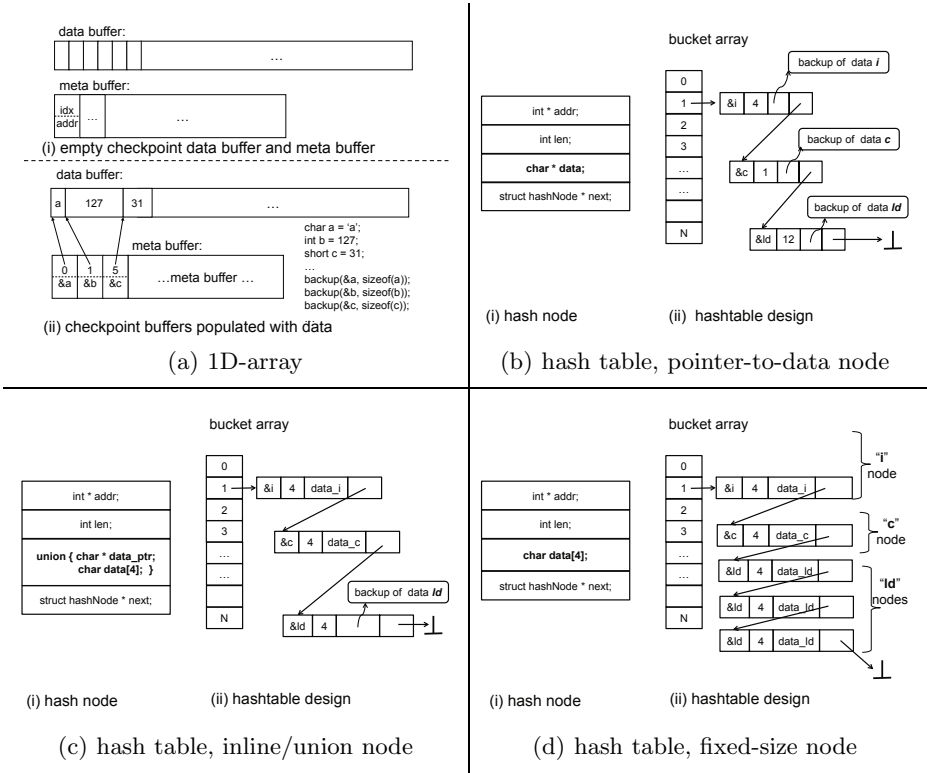 data buffer:
…
meta buffer:
idx
addr
…
…
(i) empty checkpoint data buffer and meta buffer
data buffer:
a
127
31
…
char a = 'a';
int b = 127;
short c = 31;
…
backup(&a, sizeof(a));
backup(&b, sizeof(b));
backup(&c, sizeof(c));
…
meta buffer:
0
&a
1
&b
5
&c
…meta buffer …
(ii) checkpoint buffers populated with data
(a) 1D-array
int * addr;
int len;
char * data;
struct hashNode * next;
(i) hash node
bucket array
0
1
2
3
…
…
N
&i 4
backup of data i
&c 1
backup of data c
&ld 12
backup of data ld
(ii) hashtable design
(b) hash table, pointer-to-data node
int * addr;
int len;
union { char * data_ptr;
char data[4]; }
struct hashNode * next;
(i) hash node
bucket array
0
1
2
3
…
…
N
&i 4 data_i
&c 4 data_c
backup of data ld
&ld 4
(ii) hashtable design
(c) hash table, inline/union node
int * addr;
int len;
char data[4];
struct hashNode * next;
(i) hash node
bucket array
0
1
2
3
…
…
N
&i 4 data_i
&c 4 data_c
&ld 4 data_ld
&ld 4 data_ld
&ld 4 data_ld
"i"
node
"c"
node
"ld"
nodes
(ii) hashtable design
(d) hash table, fixed-size node